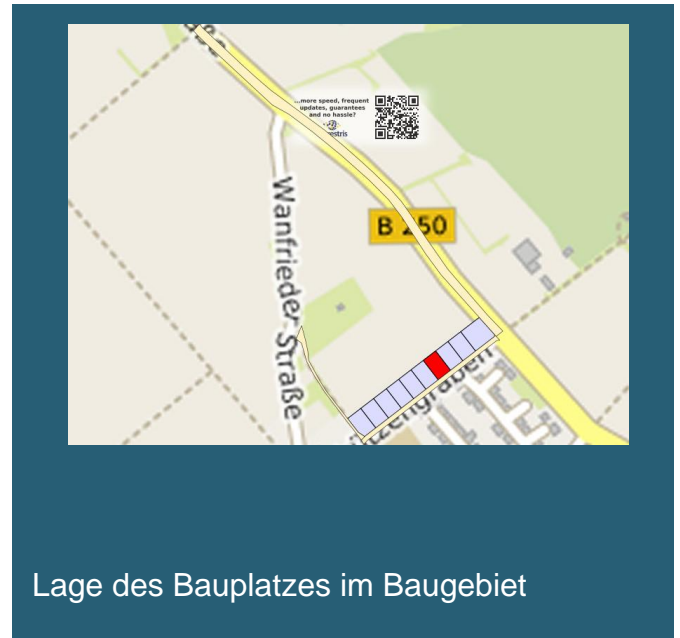 ...more speed, frequent
updates, guarantees
and no hassle?
Wanfrieder Straße
B 250
Lage des Bauplatzes im Baugebiet